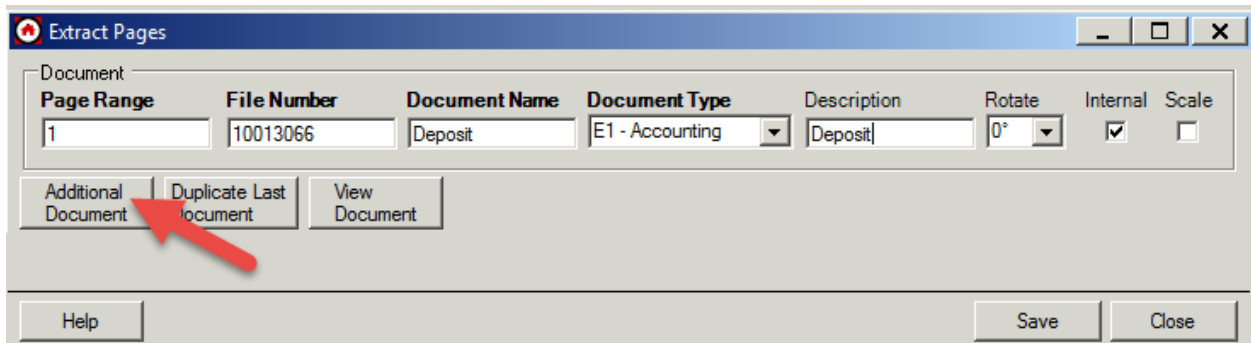 Extract Pages
Document
Page Range File Number Document Name Document Type Description Rotate Internal Scale
1 10013066 Deposit E1 - Accounting Deposit 0°
Additional Duplicate Last View
Document Document Document
Help Save Close